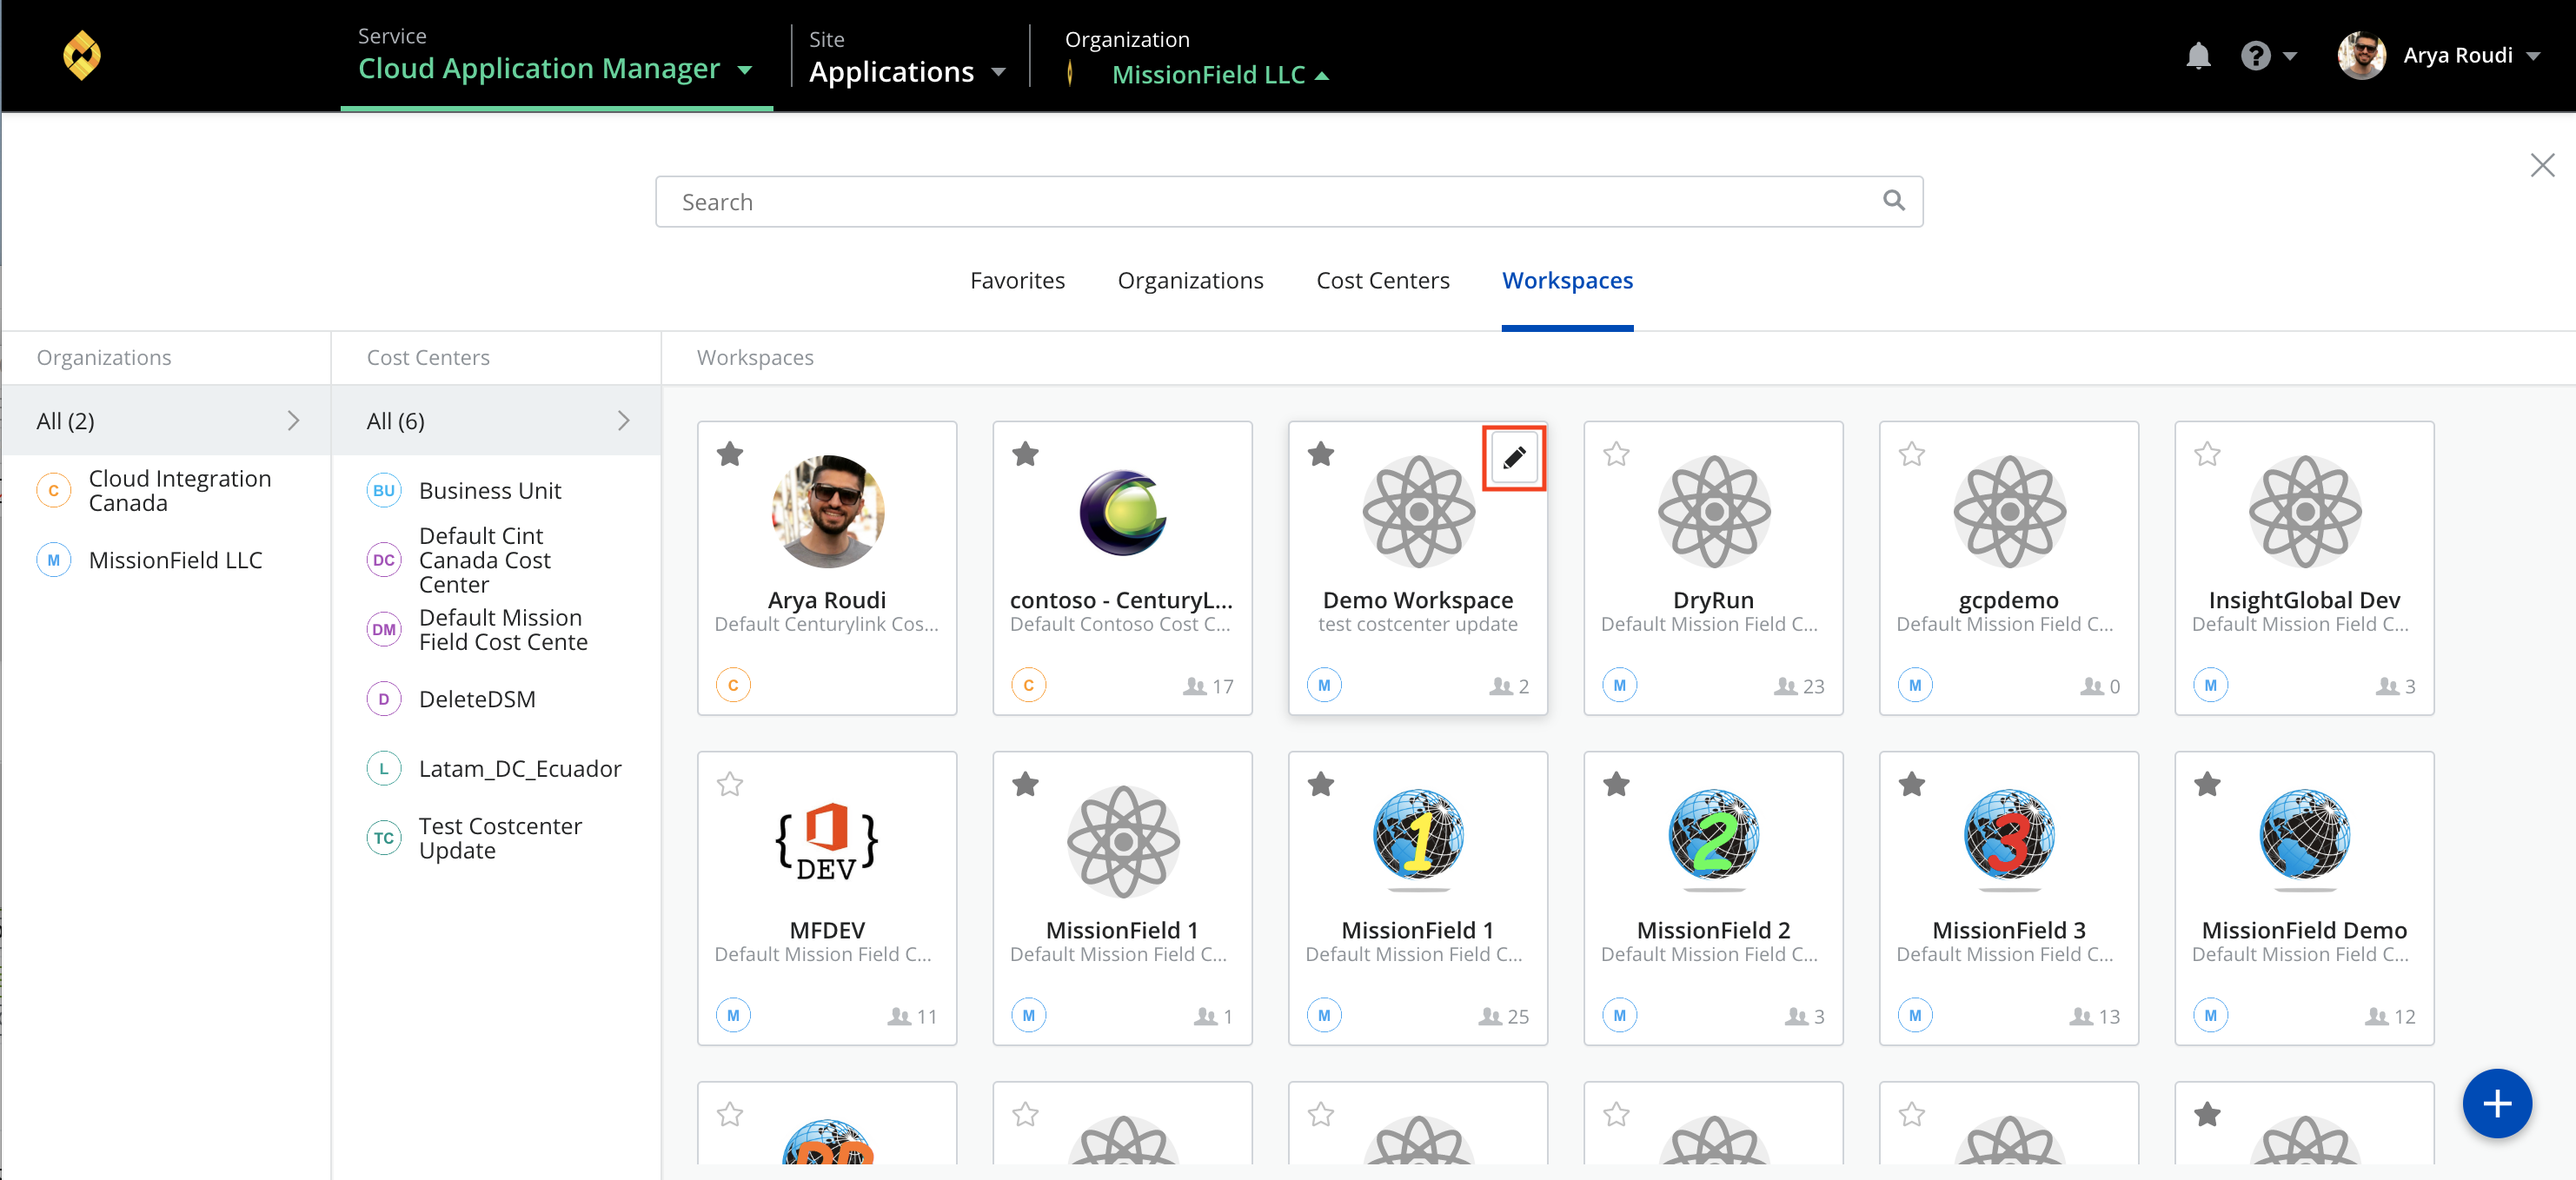 Service
Cloud Application Manager
Site
Applications
Organization
MissionField LLC
?
Arya Roudi
Search
Favorites
Organizations
Cost Centers
Workspaces
Organizations
Cost Centers
Workspaces
All (2)
C
Cloud Integration
Canada
M
MissionField LLC
All (6)
BU
Business Unit
DC
Default Cint
Canada Cost
Center
DM
Default Mission
Field Cost Cente
D
DeleteDSM
L
Latam_DC_Ecuador
TC
Test Costcenter
Update
Arya Roudi
Default Centurylink Cos...
C
contoso - CenturyL...
Default Contoso Cost C...
C
17
Demo Workspace
test costcenter update
M
2
DryRun
Default Mission Field C...
M
23
gcpdemo
Default Mission Field C...
M
0
InsightGlobal Dev
Default Mission Field C...
M
3
{DEV}
MFDEV
Default Mission Field C...
M
11
MissionField 1
Default Mission Field C...
M
1
1
MissionField 1
Default Mission Field C...
M
25
2
MissionField 2
Default Mission Field C...
M
3
3
MissionField 3
Default Mission Field C...
M
13
MissionField Demo
Default Mission Field C...
M
12